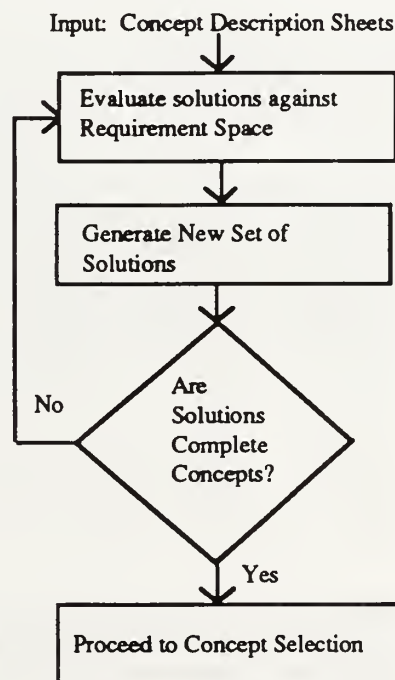 Input: Concept Description Sheets
Evaluate solutions against
Requirement Space
Generate New Set of
Solutions
Are
Solutions
Complete
Concepts?
No
Yes
Proceed to Concept Selection